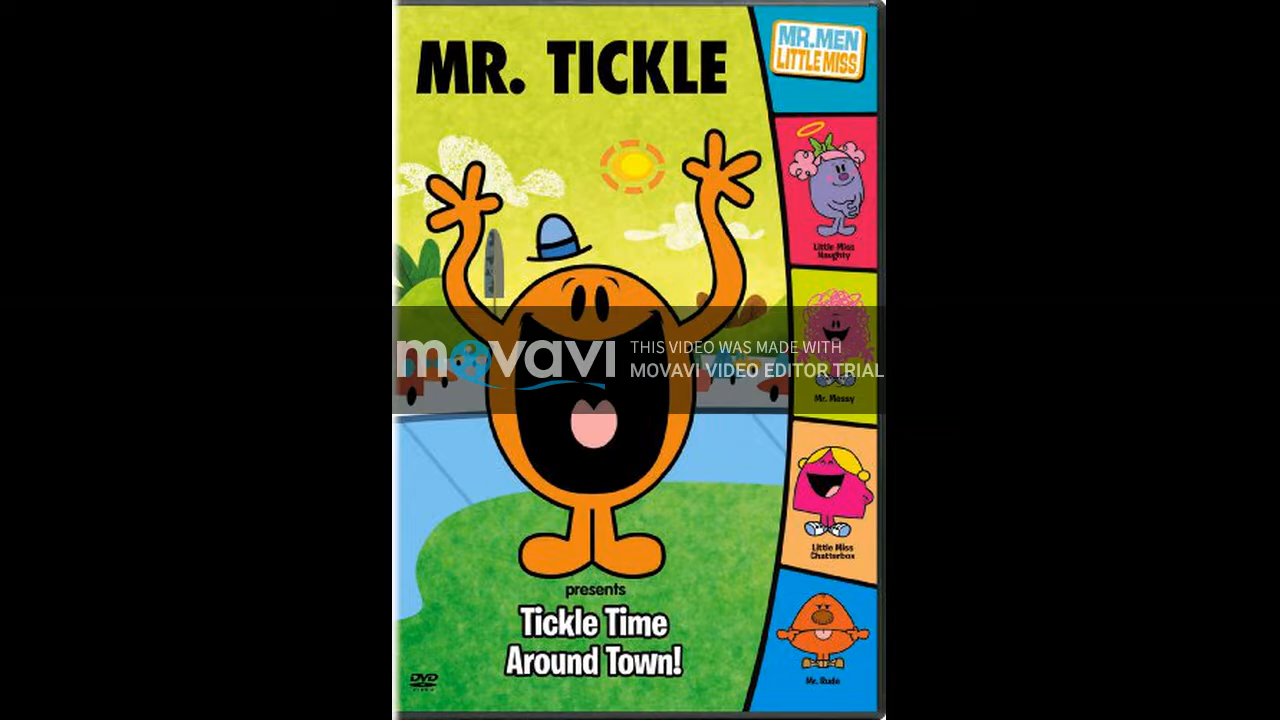 MR. TICKLE
MR.MEN
LITTLE MISS
Little Miss
Naughty
movavi
THIS VIDEO WAS MADE WITH
MOVAVI VIDEO EDITOR TRIAL
Mr. Messy
Little Miss
Chatterbox
presents
Tickle Time
Around Town!
Mr. Rude
DVD
VIDEO